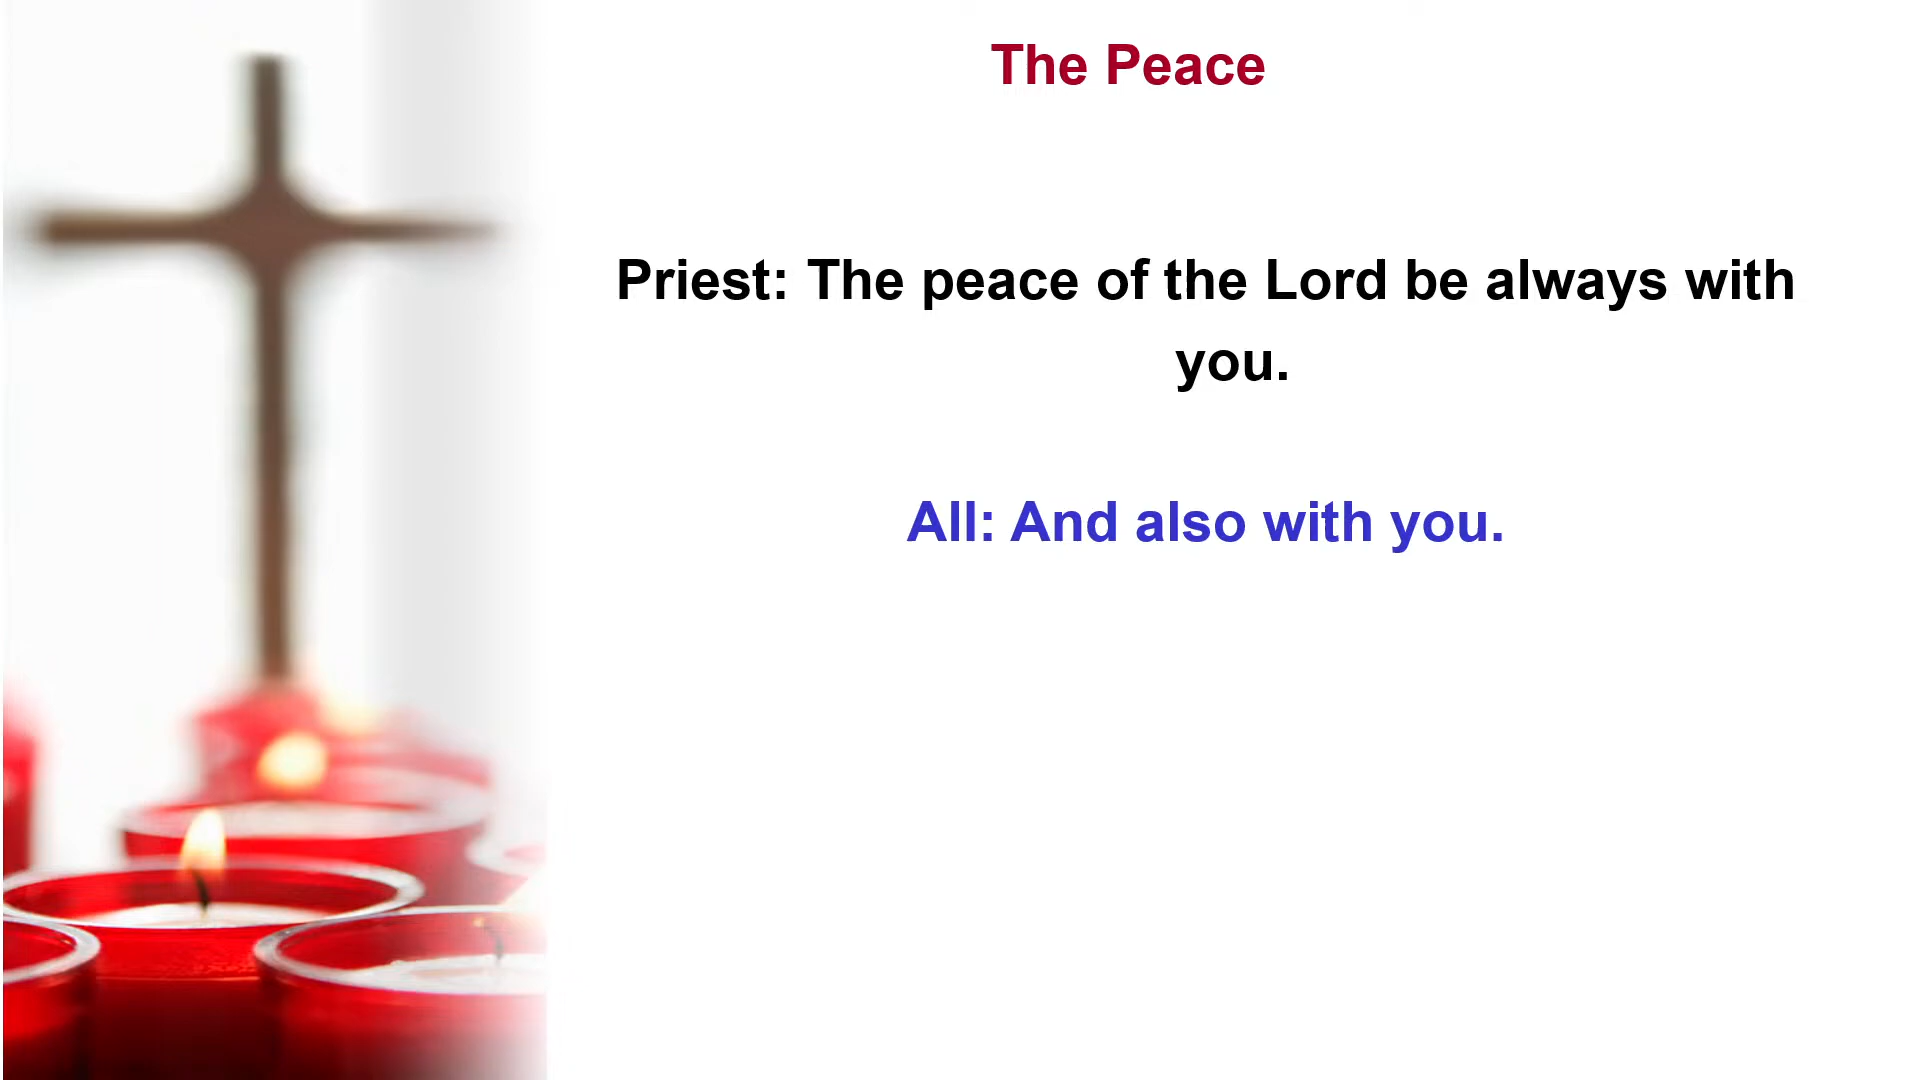 The Peace
Priest: The peace of the Lord be always with
you.
All: And also with you.